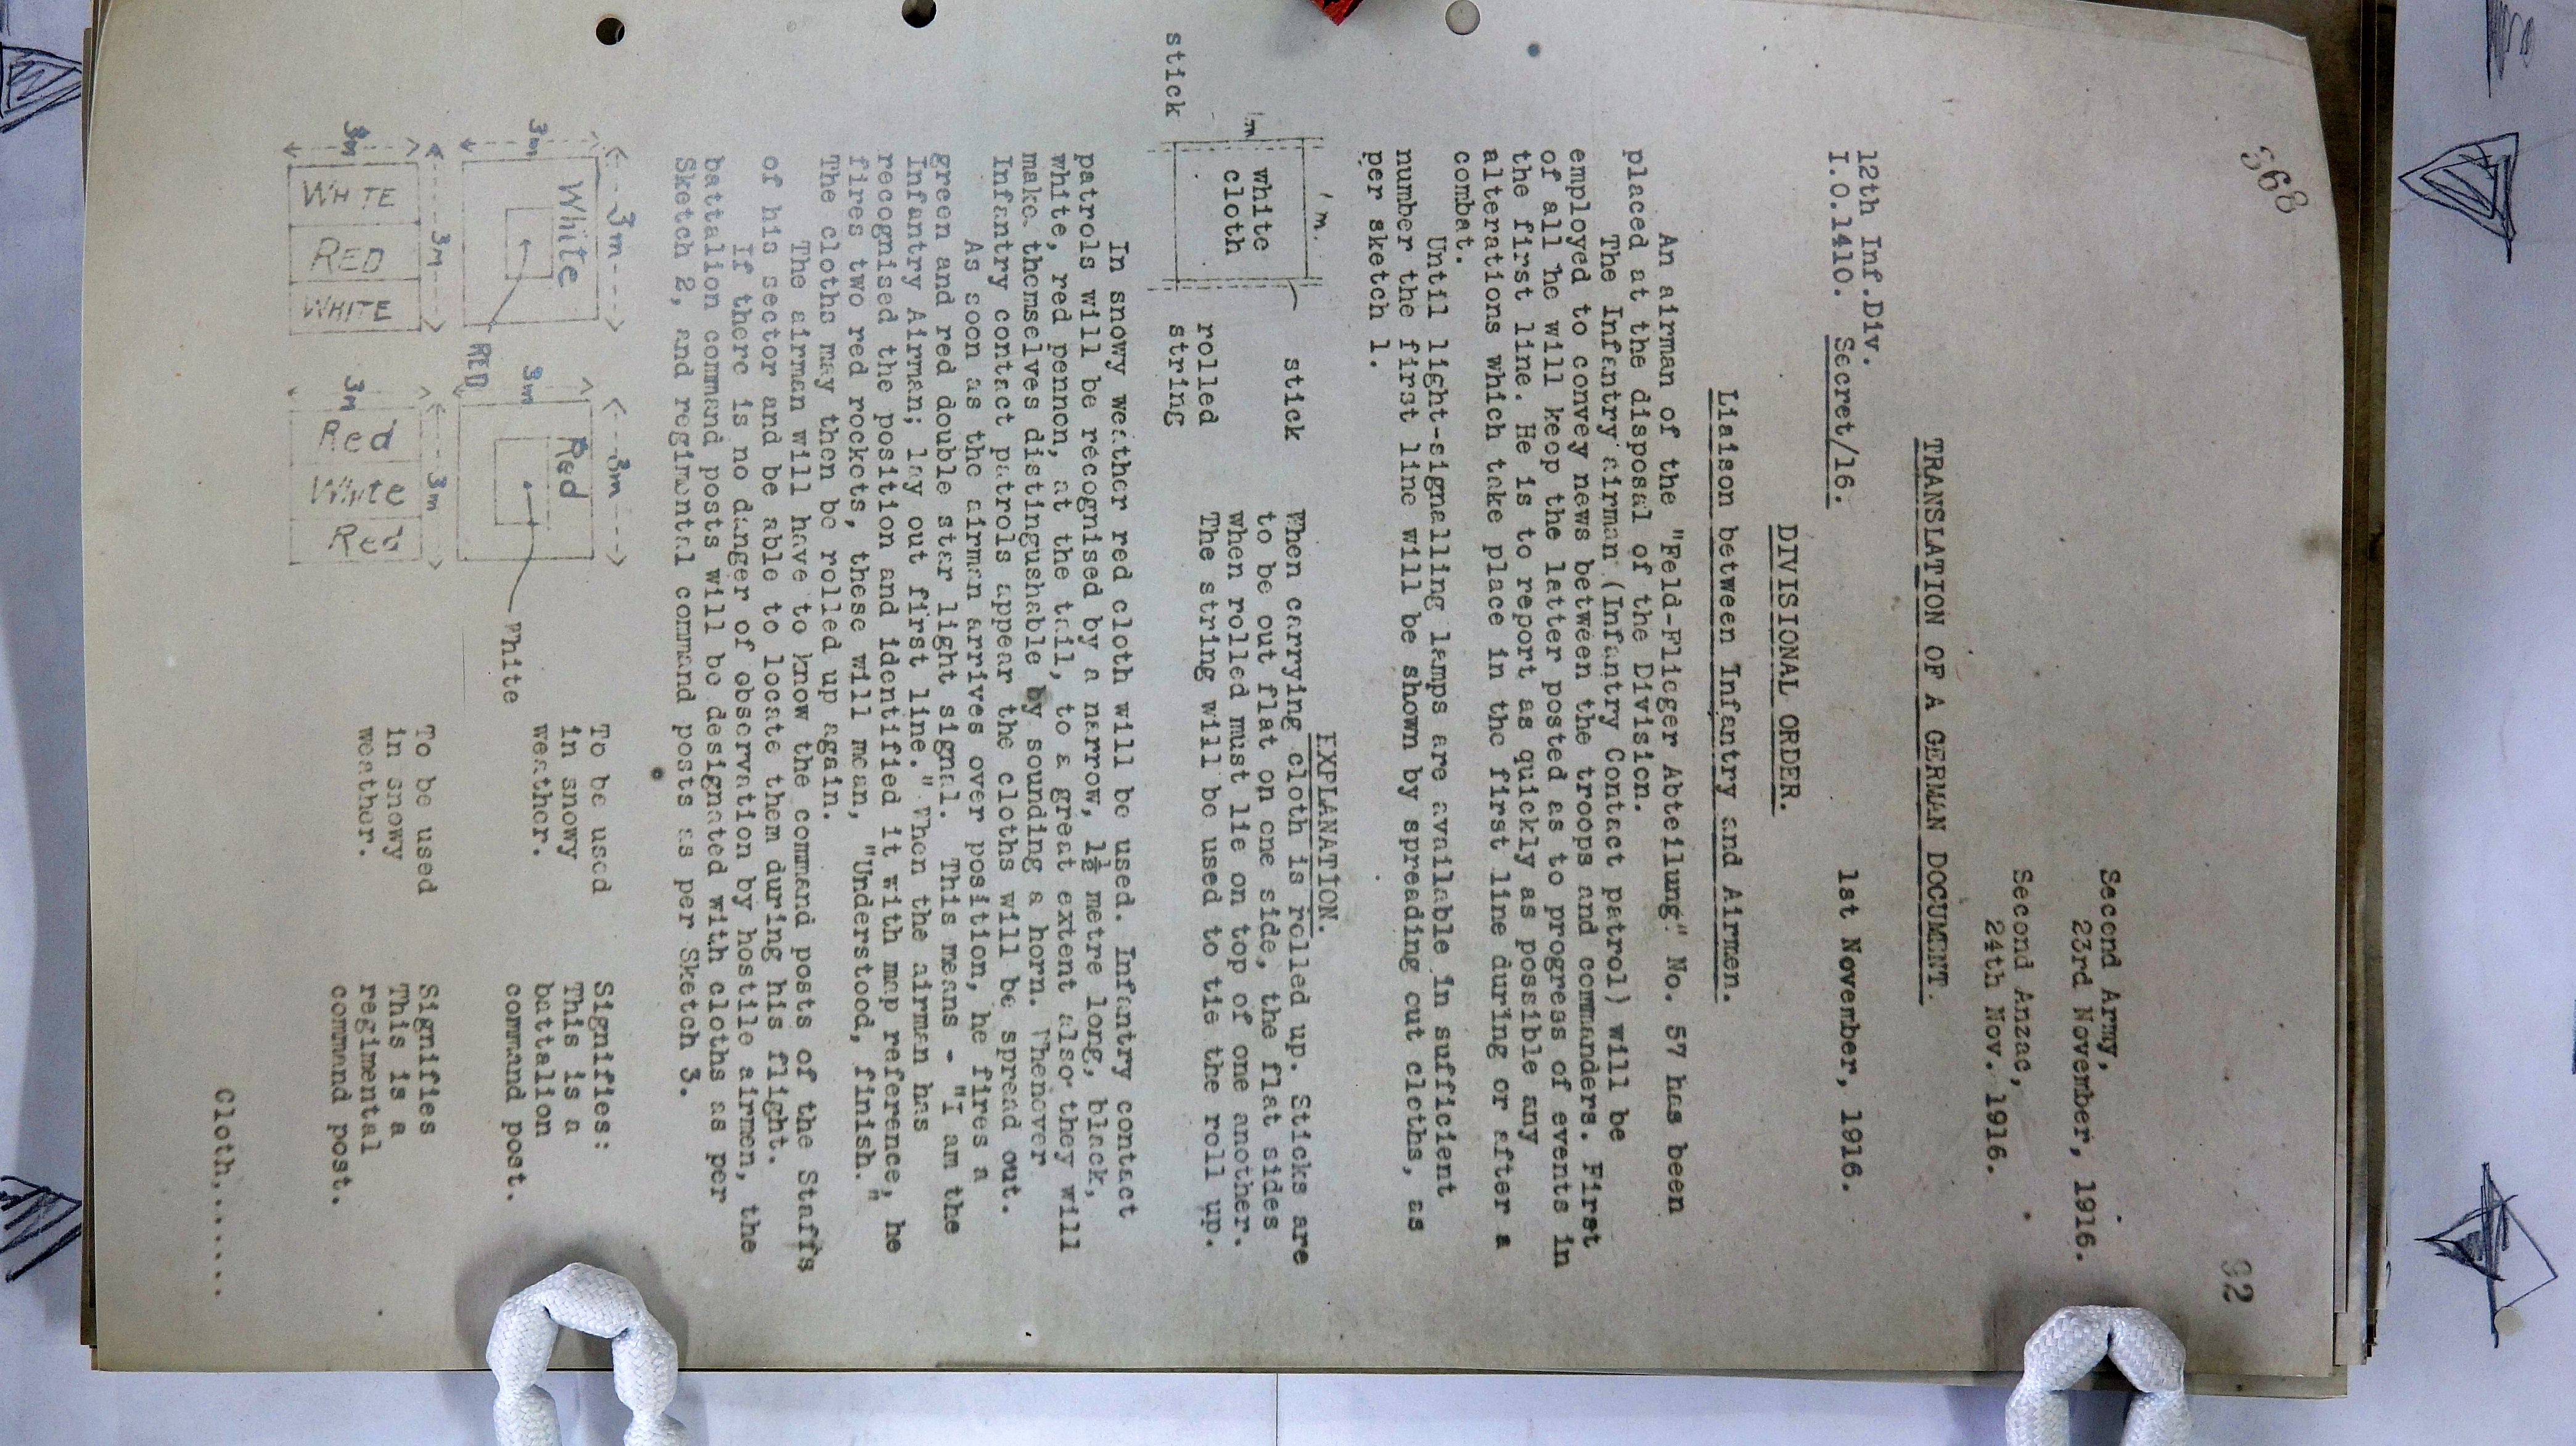 368
92
Second Army,
23rd November, 1916.
Second Anzac,
24th Nov. 1916.
TRANSLATION OF A GERMAN DOCUMENT.
12th Inf.Div.
I.O.1410. Secret/16.
1st November, 1916.
DIVISIONAL ORDER.
Liaison between Infantry and Airmen.
An airman of the "Feld-Flieger Abteilung" No. 57 has been
placed at the disposal of the Division.
The Infantry airman (Infantry Contact patrol) will be
employed to convey news between the troops and commanders. First
of all he will keep the latter posted as to progress of events in
the first line. He is to report as quickly as possible any
alterations which take place in the first line during or after a
combat.
Until light-signalling lamps are available in sufficient
number the first line will be shown by spreading out cloths, as
per sketch 1.
EXPLANATION.
1 m.
1m
white
cloth
stick
stick
rolled
string
When carrying cloth is rolled up. Sticks are
to be out flat on one side, the flat sides
when rolled must lie on top of one another.
The string will be used to tie the roll up.
In snowy weather red cloth will be used. Infantry contact
patrols will be recognised by a narrow, 1½ metre long, black,
white, red pennon, at the tail, to a great extent also they will
make themselves distingushable by sounding a horn. Whenever
Infantry contact patrols appear the cloths will be spread out.
As soon as the airman arrives over position, he fires a
green and red double star light signal. This means - "I am the
Infantry Airman; lay out first line." When the airman has
recognised the position and identified it with map reference, he
fires two red rockets, these will mean, "Understood, finish."
The cloths may then be rolled up again.
The airman will have to know the command posts of the Staffs
of his sector and be able to locate them during his flight.
If there is no danger of observation by hostile airmen, the
battalion command posts will be designated with cloths as per
Sketch 2, and regimental command posts as per Sketch 3.
3m
3m
White
RED
3m
3m
Red
White
To be used
in snowy
weather.
Signifies:
This is a
battalion
command post.
3m
3m
WHITE
RED
WHITE
3m
3m
Red
White
Red
To be used
in snowy
weather.
Signifies
This is a
regimental
command post.
Cloth,......